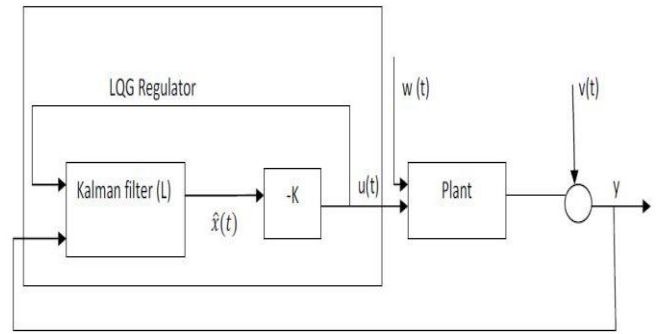 LQG Regulator
w (t)
v(t)
Kalman filter (L)
-K
u(t)
Plant
y
x̂(t)